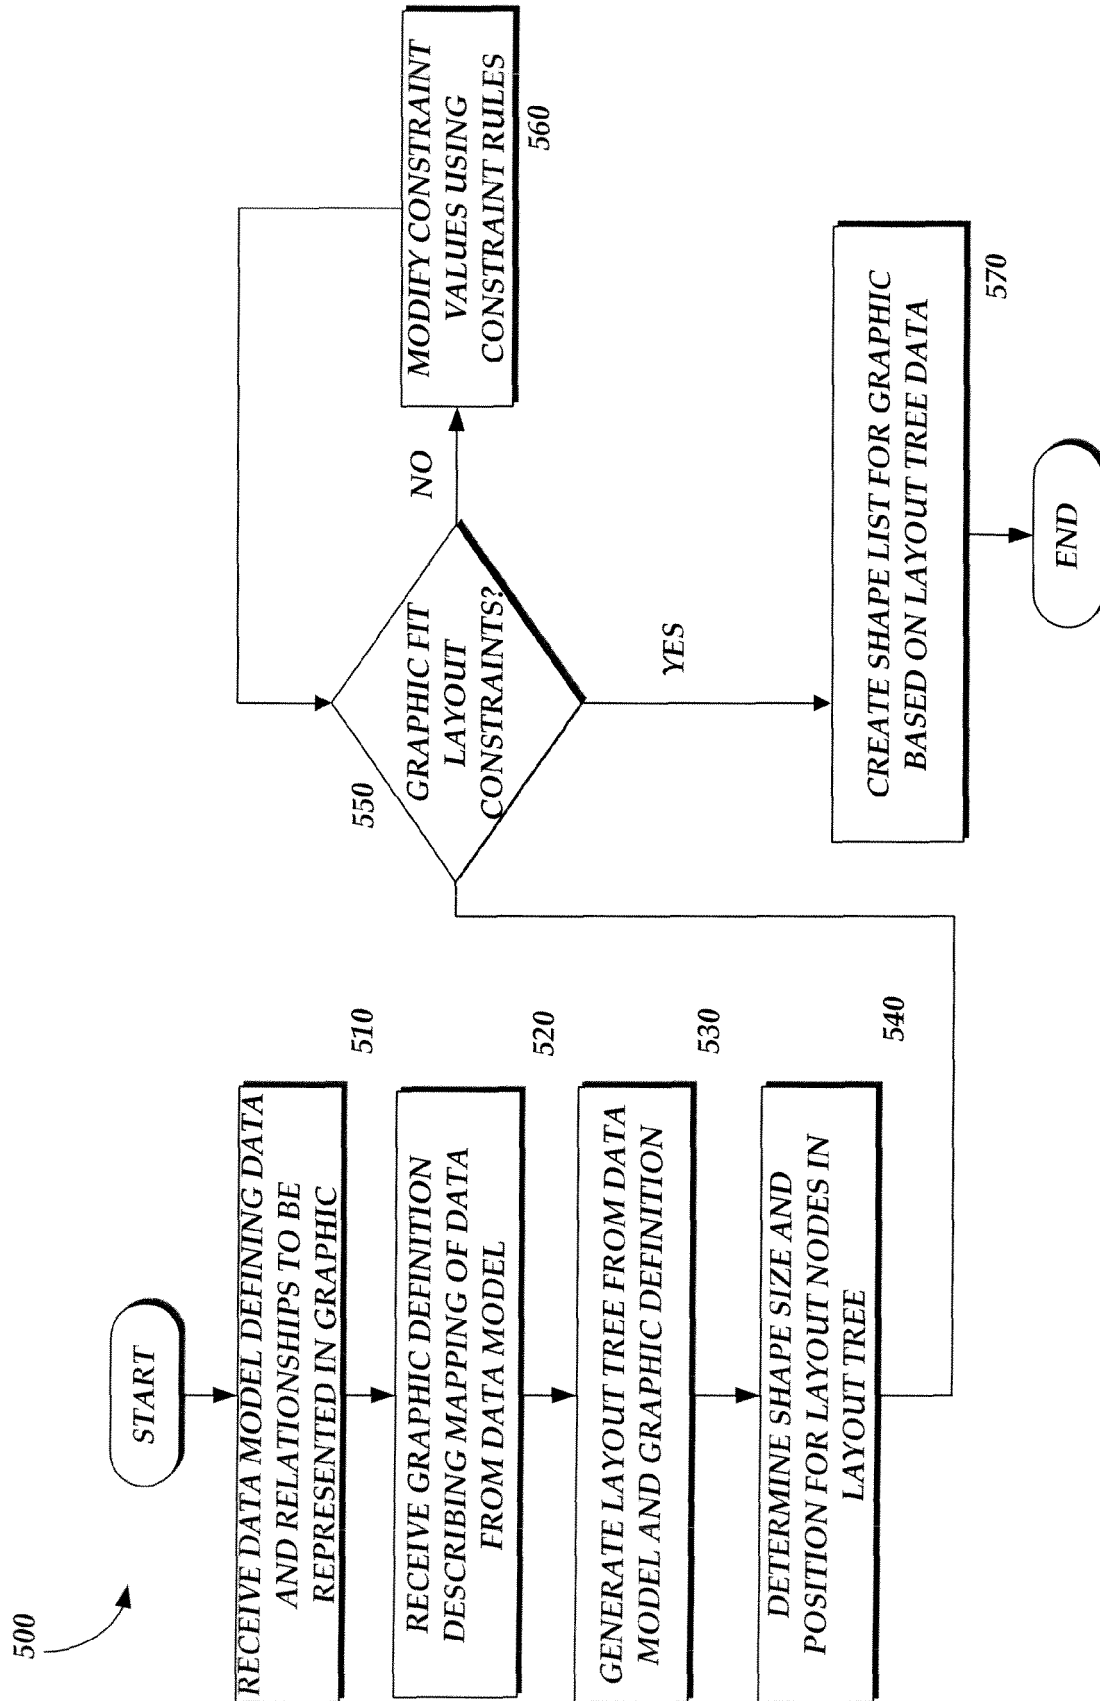 500
START
RECEIVE DATA MODEL DEFINING DATA
AND RELATIONSHIPS TO BE
REPRESENTED IN GRAPHIC
510
RECEIVE GRAPHIC DEFINITION
DESCRIBING MAPPING OF DATA
FROM DATA MODEL
520
GENERATE LAYOUT TREE FROM DATA
MODEL AND GRAPHIC DEFINITION
530
DETERMINE SHAPE SIZE AND
POSITION FOR LAYOUT NODES IN
LAYOUT TREE
540
550
GRAPHIC FIT
LAYOUT
CONSTRAINTS?
NO
MODIFY CONSTRAINT
VALUES USING
CONSTRAINT RULES
560
YES
CREATE SHAPE LIST FOR GRAPHIC
BASED ON LAYOUT TREE DATA
570
END